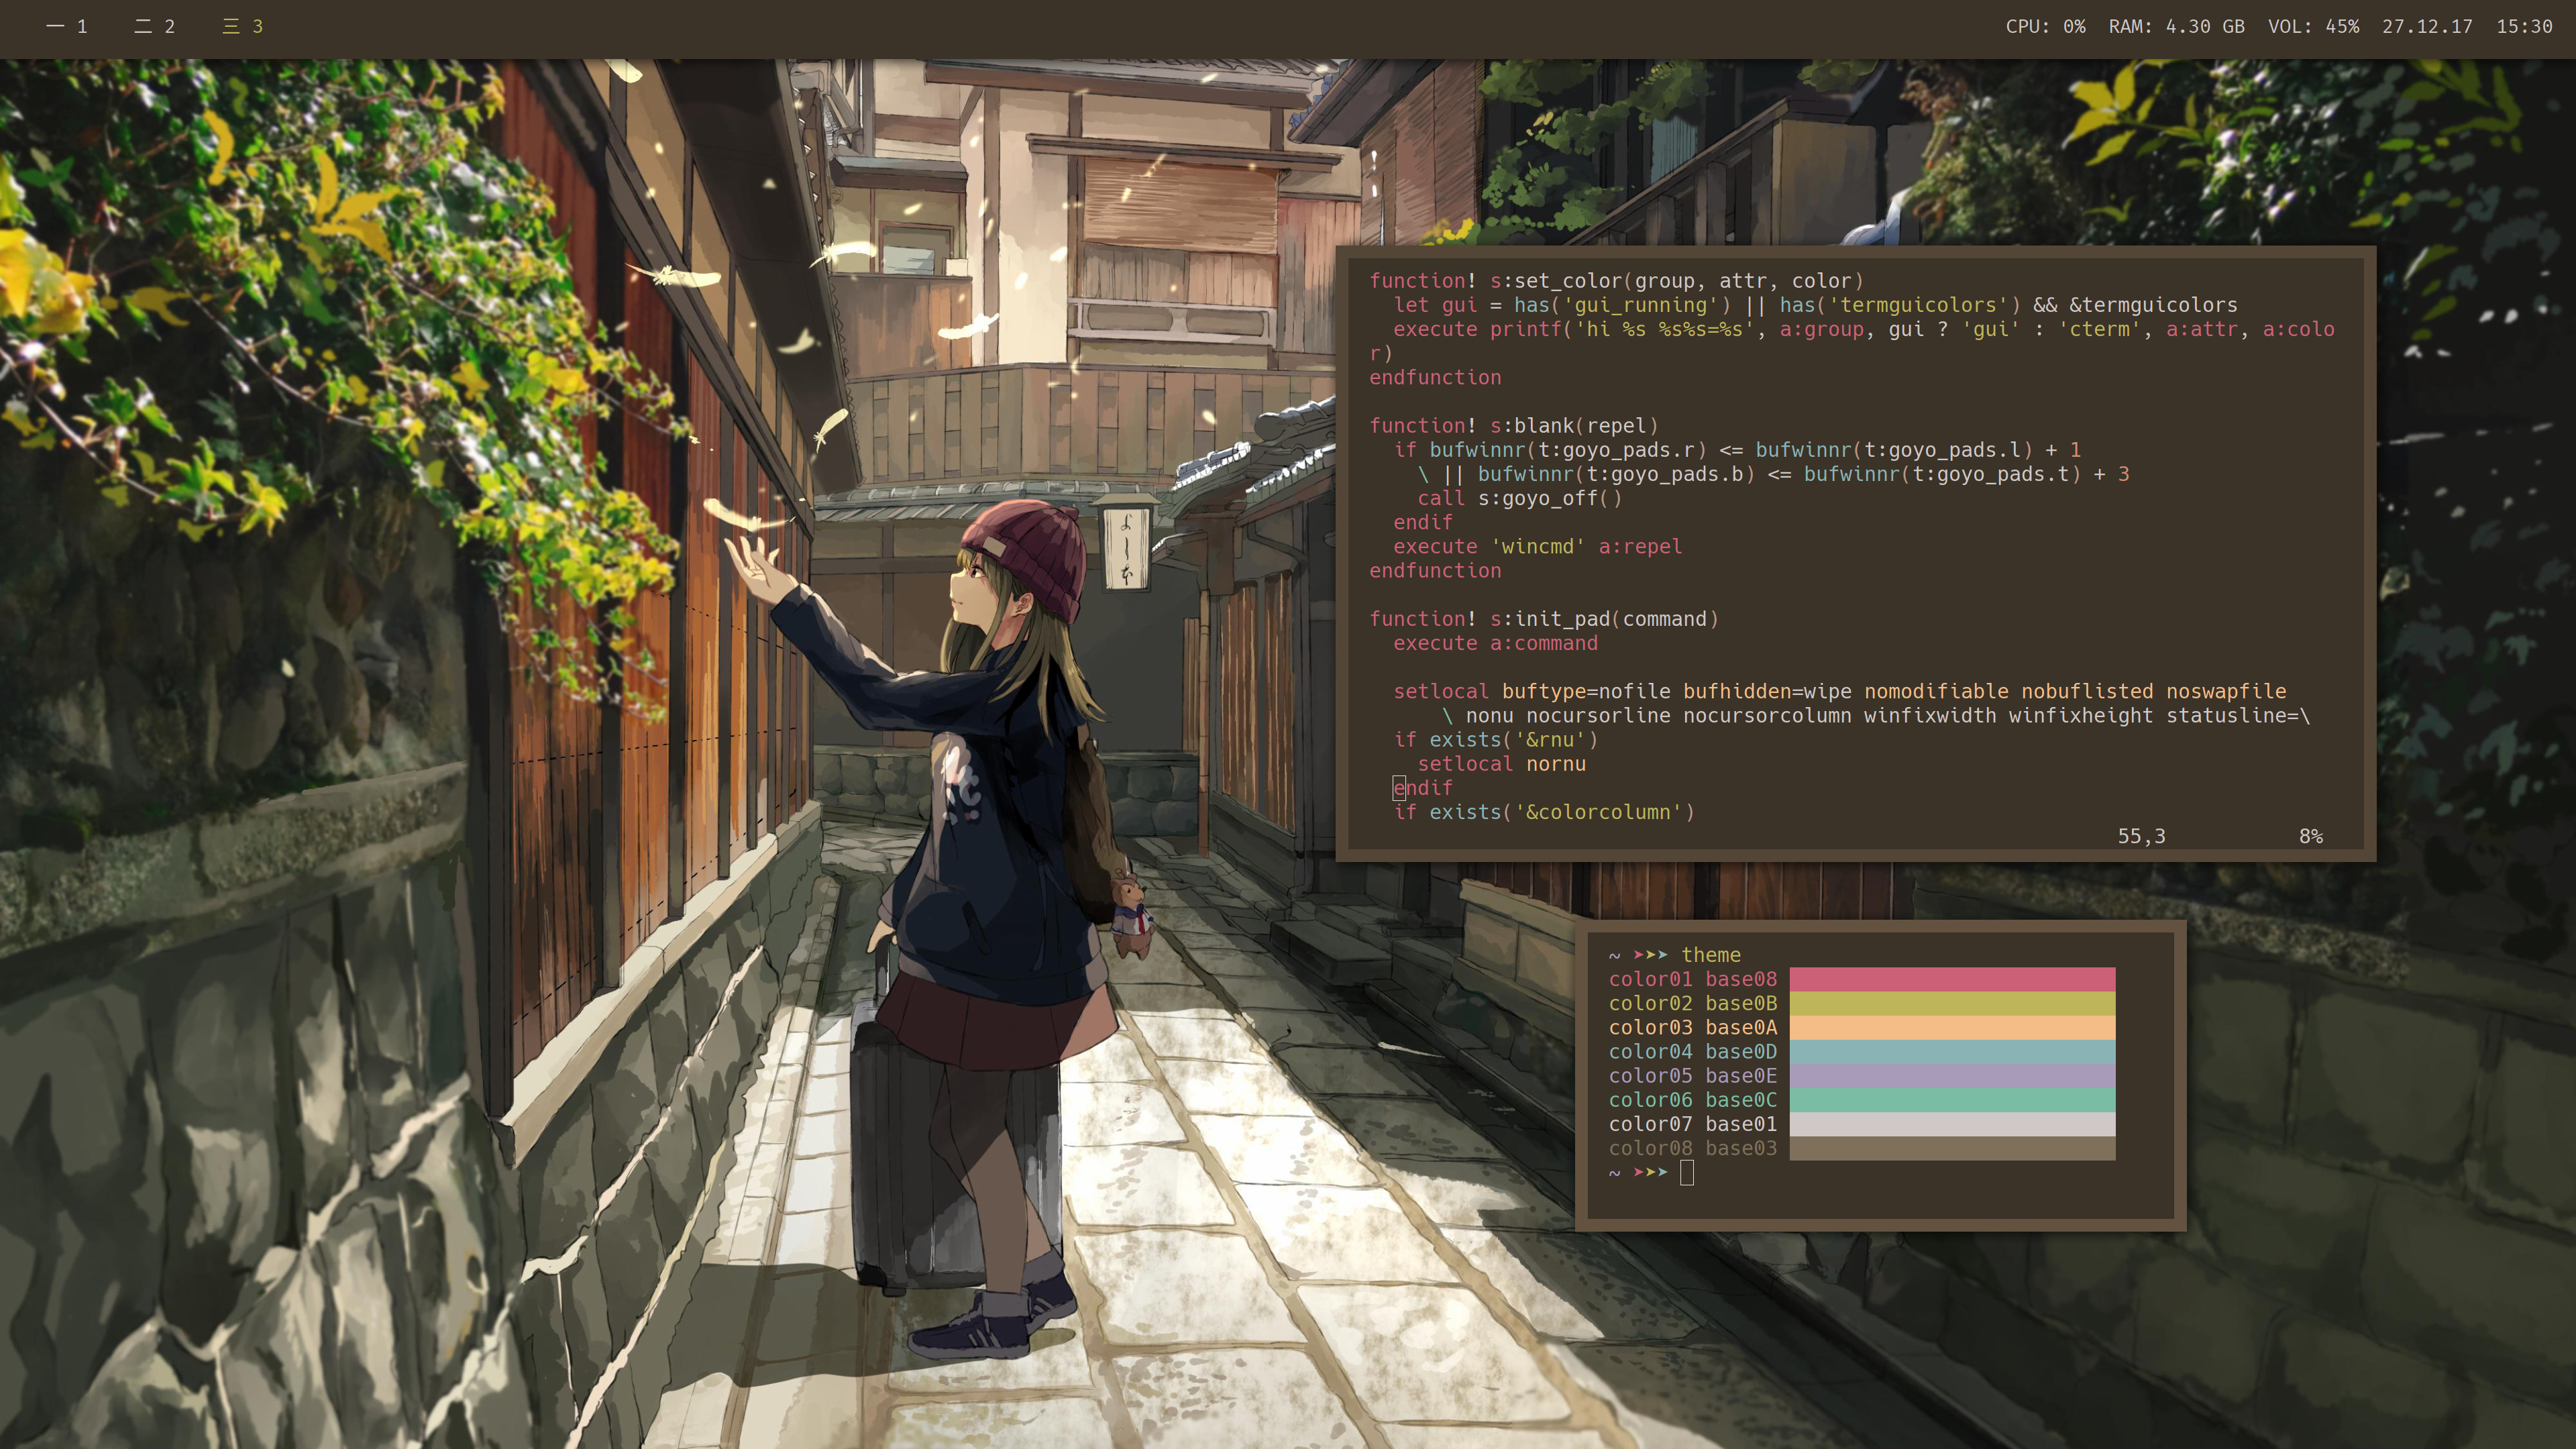 一 1 二 2 三 3 CPU: 0% RAM: 4.30 GB VOL: 45% 27.12.17 15:30
function! s:set_color(group, attr, color)
  let gui = has('gui_running') || has('termguicolors') && &termguicolors
  execute printf('hi %s %s%s=%s', a:group, gui ? 'gui' : 'cterm', a:attr, a:colo
r)
endfunction

function! s:blank(repel)
  if bufwinnr(t:goyo_pads.r) <= bufwinnr(t:goyo_pads.l) + 1
    \ || bufwinnr(t:goyo_pads.b) <= bufwinnr(t:goyo_pads.t) + 3
    call s:goyo_off()
  endif
  execute 'wincmd' a:repel
endfunction

function! s:init_pad(command)
  execute a:command

  setlocal buftype=nofile bufhidden=wipe nomodifiable nobuflisted noswapfile
      \ nonu nocursorline nocursorcolumn winfixwidth winfixheight statusline=\
  if exists('&rnu')
    setlocal nornu
  endif
  if exists('&colorcolumn')
55,3 8%
~ ➤➤➤ theme
color01 base08
color02 base0B
color03 base0A
color04 base0D
color05 base0E
color06 base0C
color07 base01
color08 base03
~ ➤➤➤